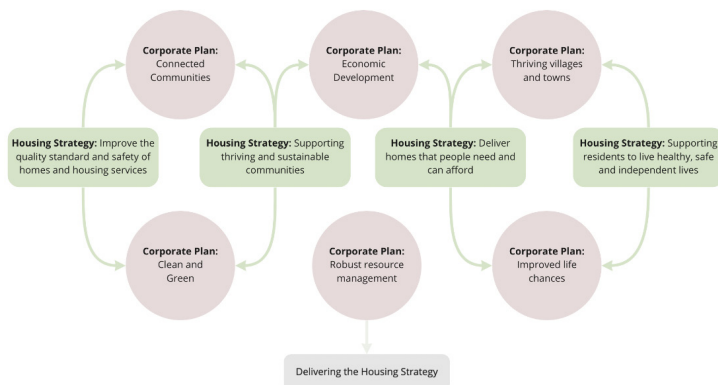 Corporate Plan:
Connected
Communities
Corporate Plan:
Economic
Development
Corporate Plan:
Thriving villages
and towns
Housing Strategy: Improve the
quality standard and safety of
homes and housing services
Housing Strategy: Supporting
thriving and sustainable
communities
Housing Strategy: Deliver
homes that people need and
can afford
Housing Strategy: Supporting
residents to live healthy, safe
and independent lives
Corporate Plan:
Clean and
Green
Corporate Plan:
Robust resource
management
Corporate Plan:
Improved life
chances
Delivering the Housing Strategy